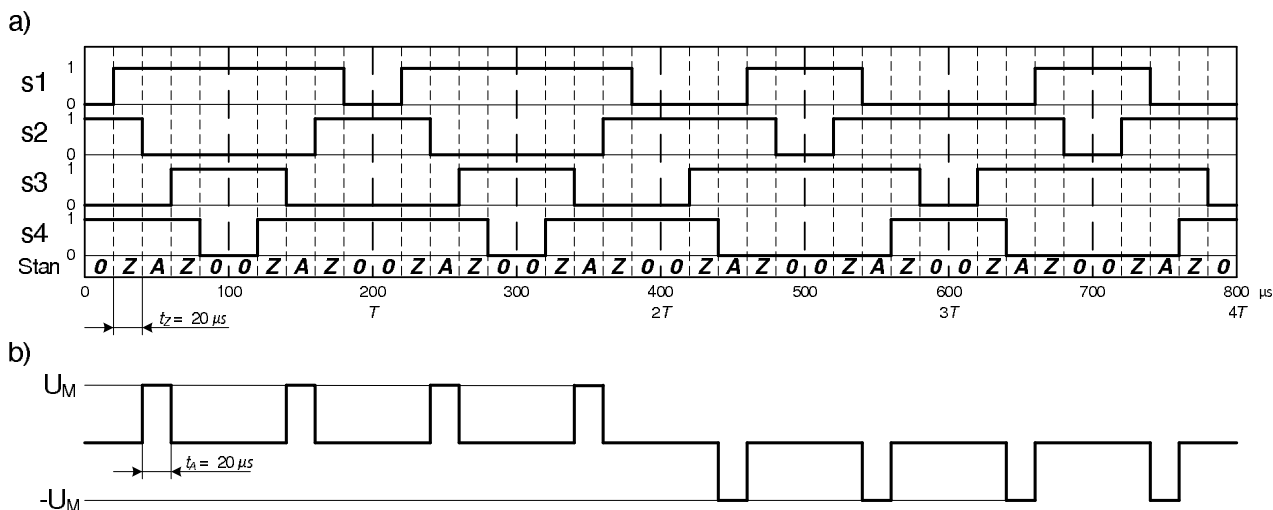 a)
s1 1 0
s2 1 0
s3 1 0
s4 1 0
Stan 0 Z A Z 0 0 Z A Z 0 0 Z A Z 0 0 Z A Z 0 0 Z A Z 0 0 Z A Z 0 0 Z A Z 0 0 Z A Z 0
0 100 200 300 400 500 600 700 800 µs
T 2T 3T 4T
tZ = 20 µs
b)
UM
tA = 20 µs
-UM